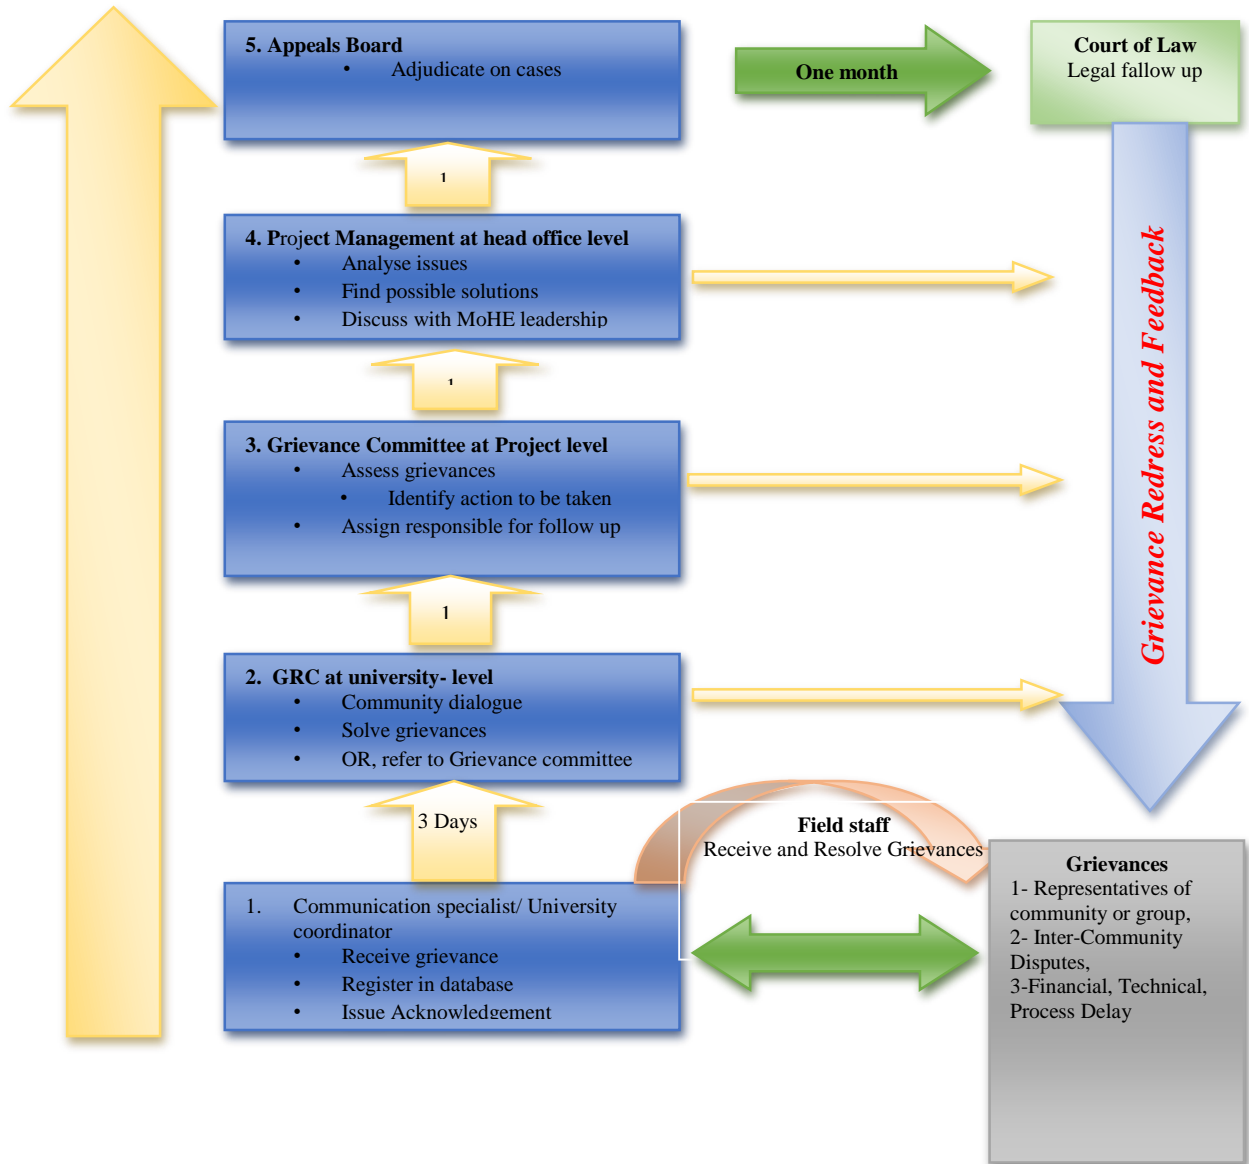 5. Appeals Board
• Adjudicate on cases
One month
Court of Law
Legal fallow up
1
4. Project Management at head office level
• Analyse issues
• Find possible solutions
• Discuss with MoHE leadership
1
3. Grievance Committee at Project level
• Assess grievances
• Identify action to be taken
• Assign responsible for follow up
1
2. GRC at university- level
• Community dialogue
• Solve grievances
• OR, refer to Grievance committee
3 Days
1. Communication specialist/ University
coordinator
• Receive grievance
• Register in database
• Issue Acknowledgement
Field staff
Receive and Resolve Grievances
Grievance Redress and Feedback
Grievances
1- Representatives of
community or group,
2- Inter-Community
Disputes,
3-Financial, Technical,
Process Delay